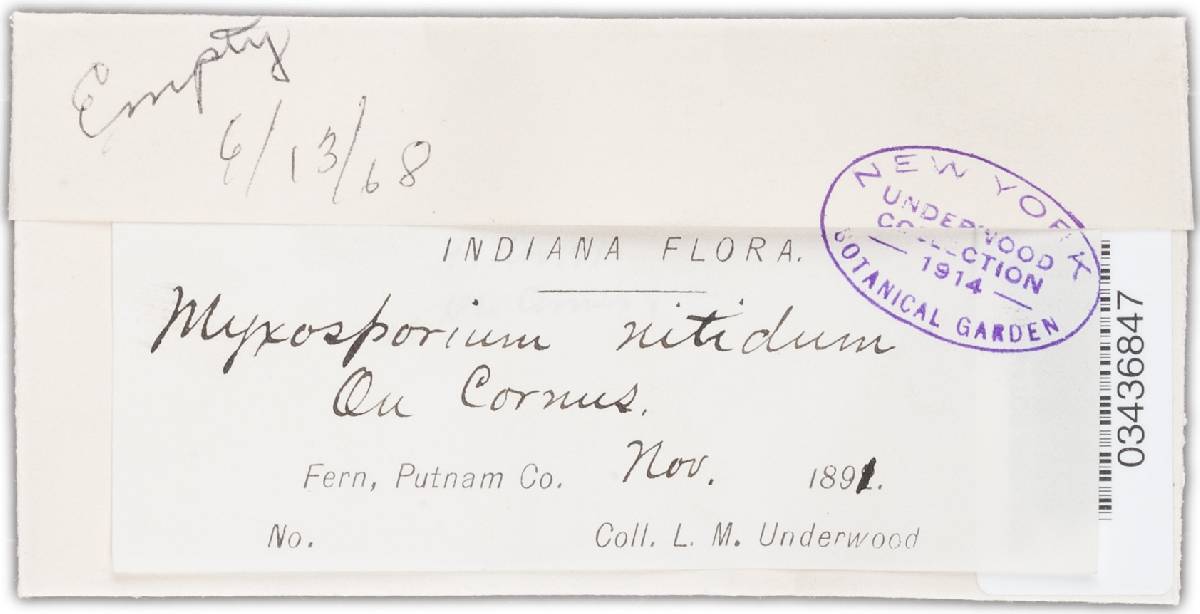 Empty
6/13/68
NEW YORK
UNDERWOOD
COLLECTION
1914
BOTANICAL GARDEN
INDIANA FLORA.
Myxosporium nitidum
On Cornus.
Fern, Putnam Co. Nov. 1891.
No. Coll. L. M. Underwood
03436847